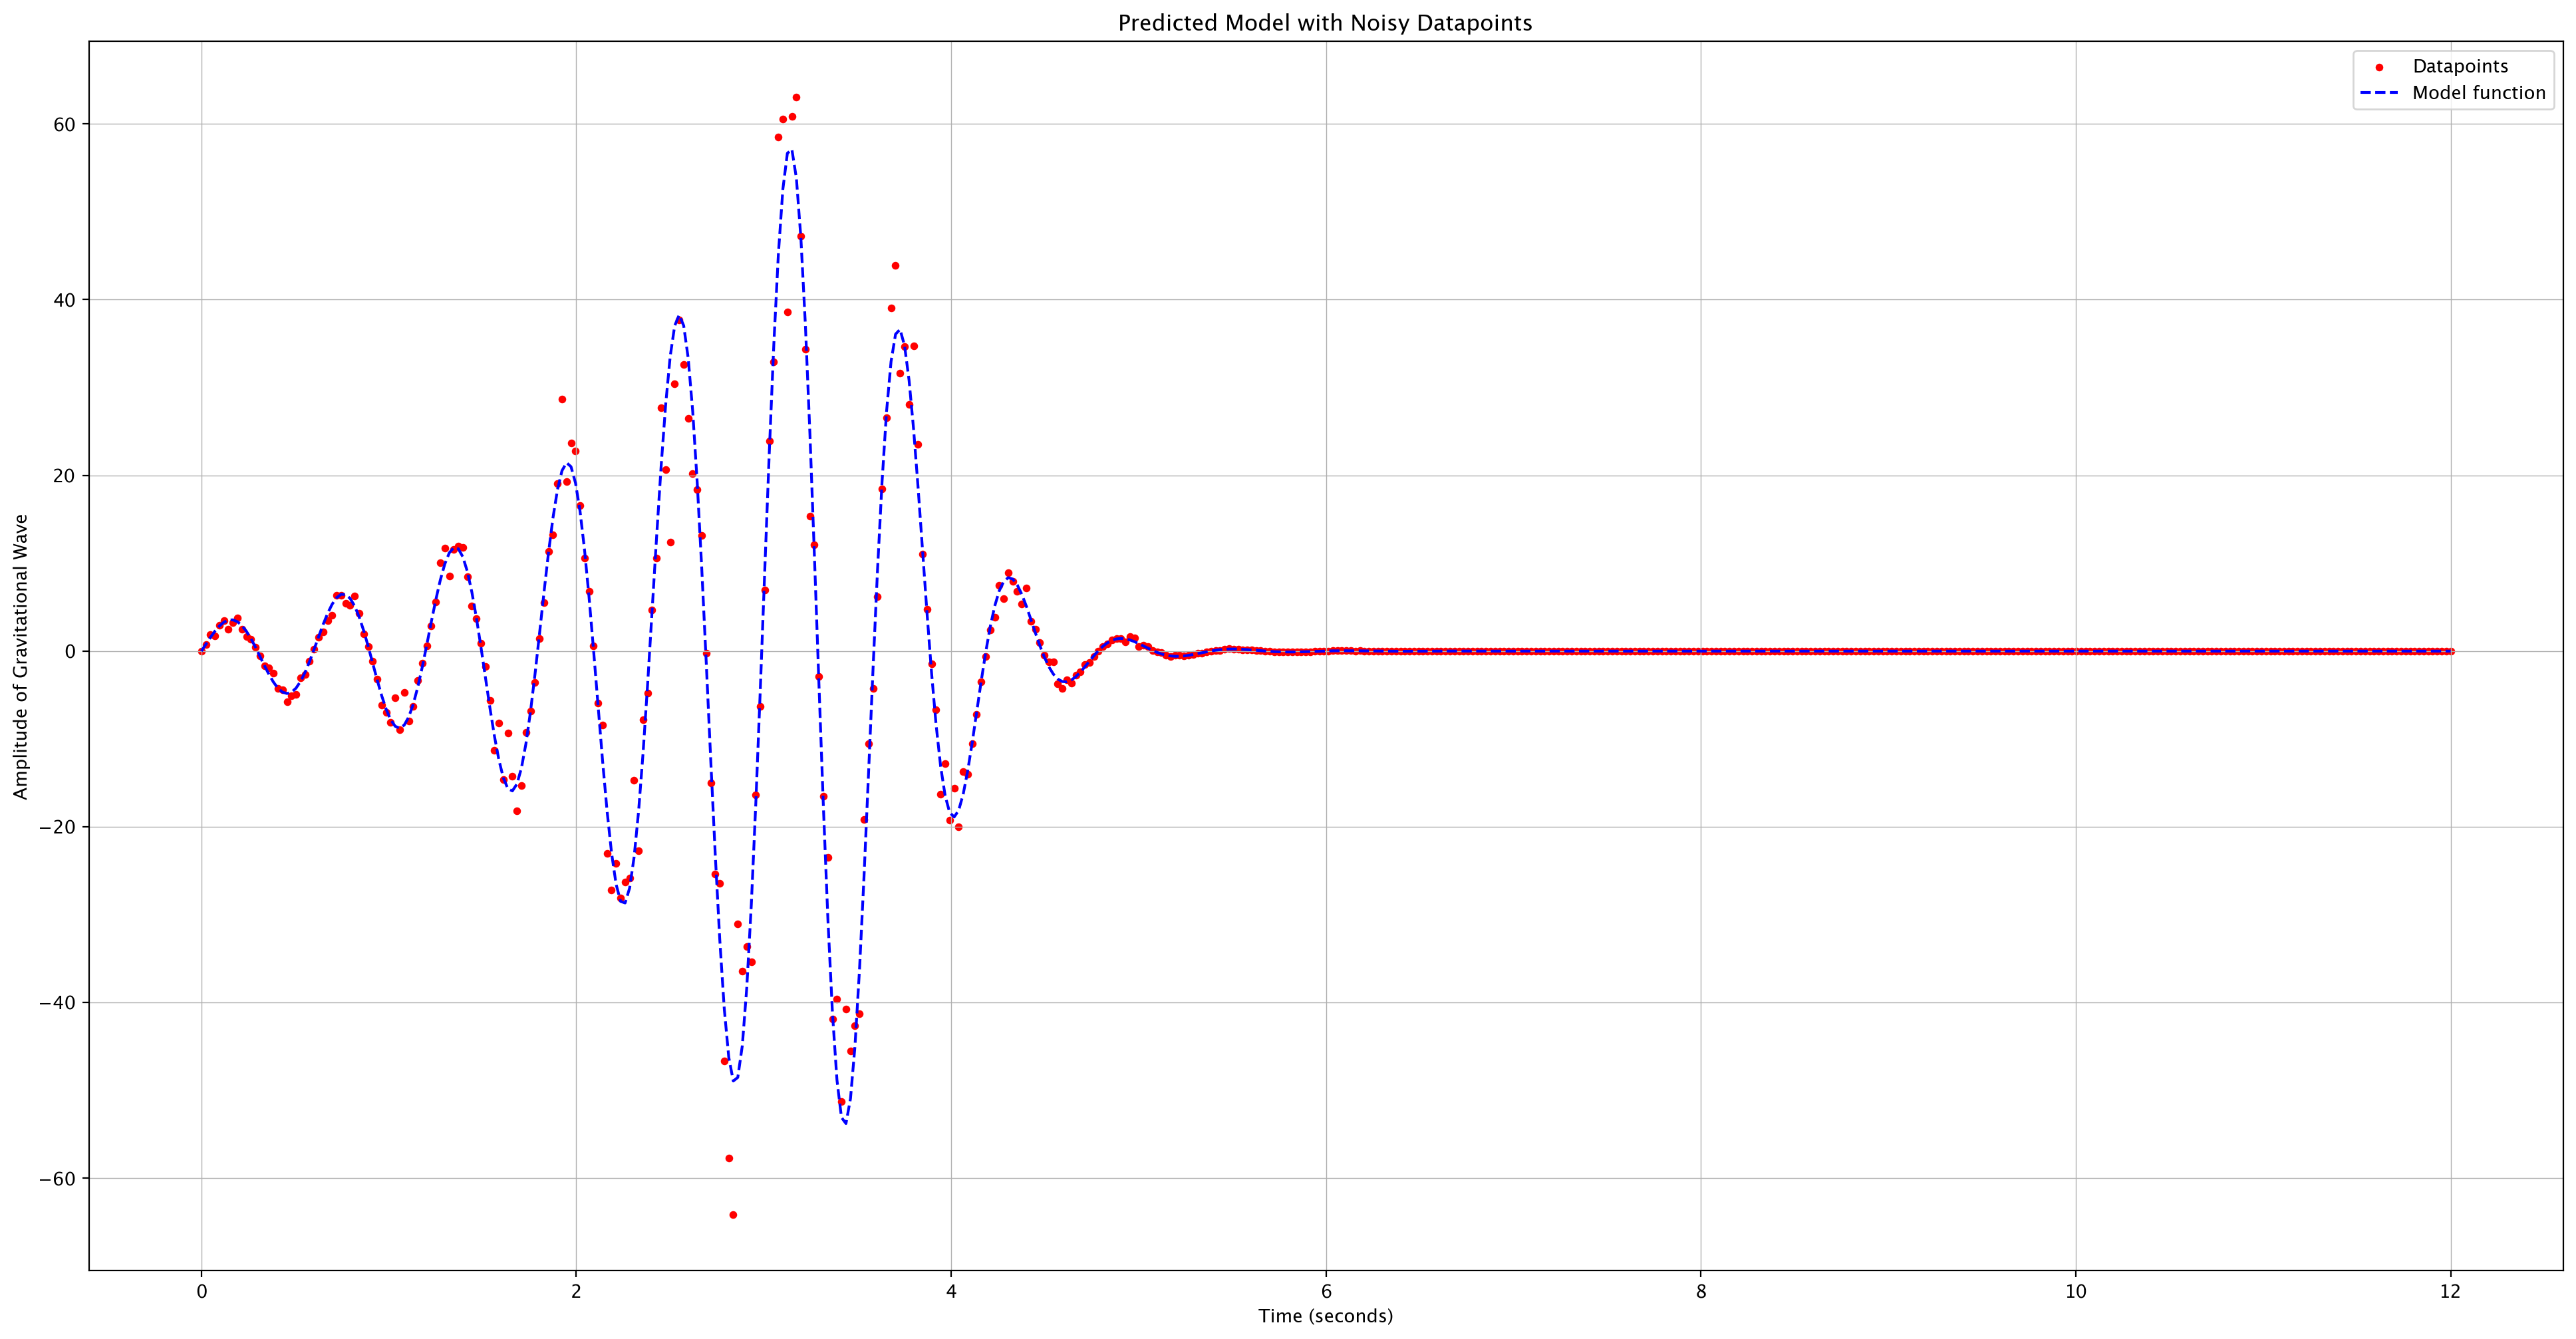 Predicted Model with Noisy Datapoints
Datapoints
Model function
Amplitude of Gravitational Wave
60
40
20
0
−20
−40
−60
0 2 4 6 8 10 12
Time (seconds)